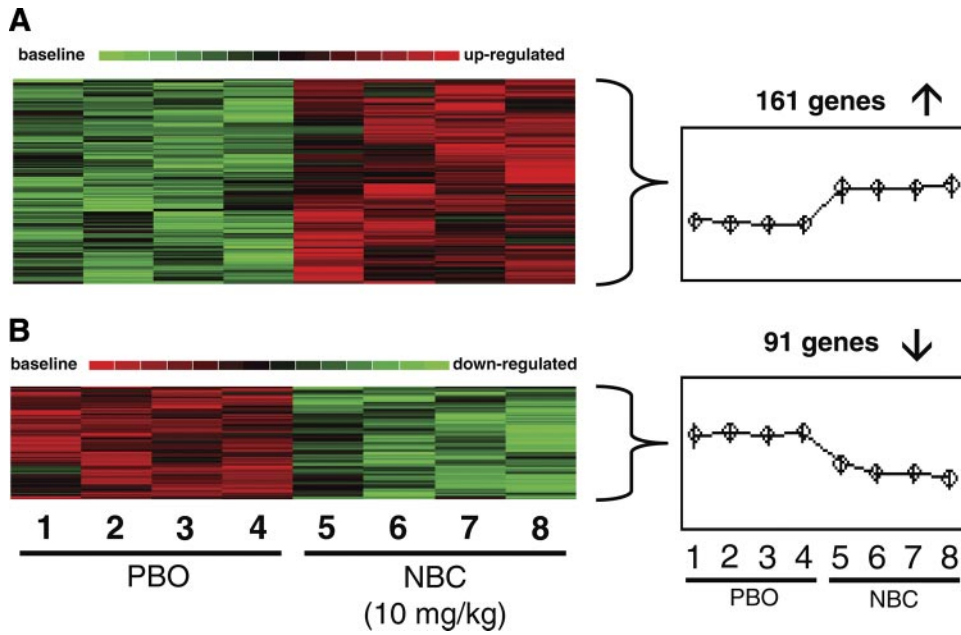 A
baseline up-regulated
161 genes ↑
B
baseline down-regulated
91 genes ↓
1 2 3 4 5 6 7 8
PBO NBC
(10 mg/kg)
1 2 3 4 5 6 7 8
PBO NBC